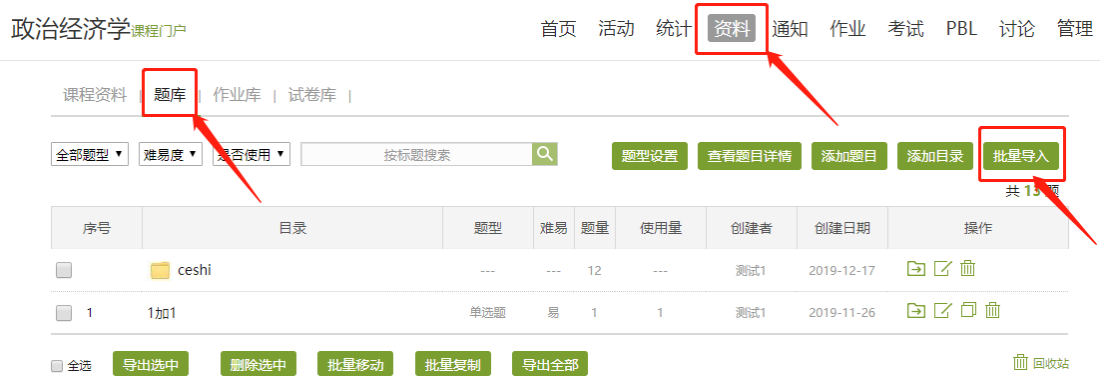 政治经济学课程门户 首页 活动 统计 资料 通知 作业 考试 PBL 讨论 管理
课程资料 | 题库 | 作业库 | 试卷库 |
全部题型 难易度 是否使用 按标题搜索 题型设置 查看题目详情 添加题目 添加目录 批量导入
共 13 题
序号 目录 题型 难易 题量 使用量 创建者 创建日期 操作
ceshi --- --- 12 --- 测试1 2019-12-17
1 1加1 单选题 易 1 1 测试1 2019-11-26
全选 导出选中 删除选中 批量移动 批量复制 导出全部 回收站